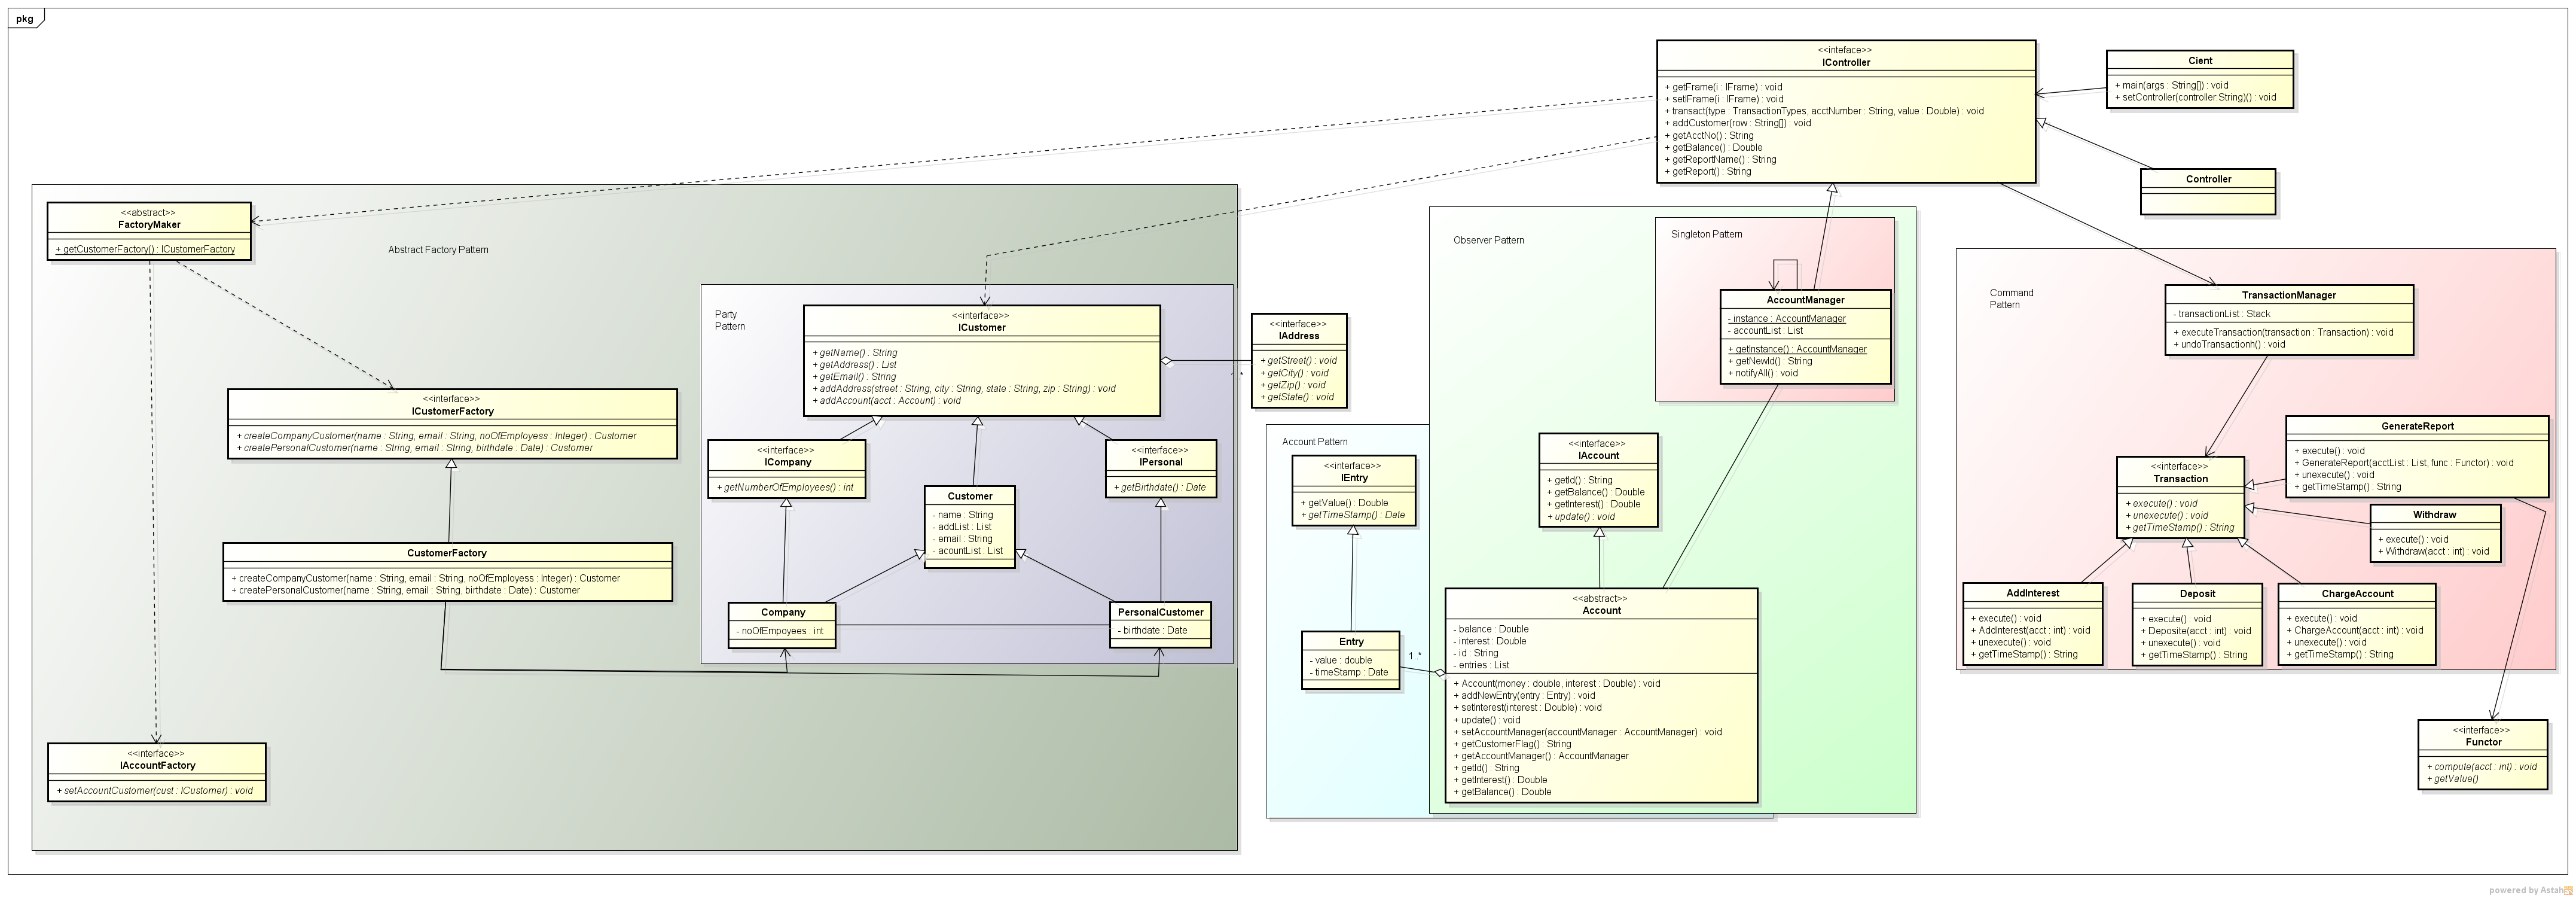 pkg
<<inteface>>
IController
+ getFrame(i : IFrame) : void
+ setIFrame(i : IFrame) : void
+ transact(type : TransactionTypes, acctNumber : String, value : Double) : void
+ addCustomer(row : String[]) : void
+ getAcctNo() : String
+ getBalance() : Double
+ getReportName() : String
+ getReport() : String
Cient
+ main(args : String[]) : void
+ setController(controller:String)() : void
Controller
<<abstract>>
FactoryMaker
+ getCustomerFactory() : ICustomerFactory
Abstract Factory Pattern
<<interface>>
ICustomerFactory
+ createCompanyCustomer(name : String, email : String, noOfEmployess : Integer) : Customer
+ createPersonalCustomer(name : String, email : String, birthdate : Date) : Customer
CustomerFactory
+ createCompanyCustomer(name : String, email : String, noOfEmployess : Integer) : Customer
+ createPersonalCustomer(name : String, email : String, birthdate : Date) : Customer
<<interface>>
IAccountFactory
+ setAccountCustomer(cust : ICustomer) : void
Party
Pattern
<<interface>>
ICustomer
+ getName() : String
+ getAddress() : List
+ getEmail() : String
+ addAddress(street : String, city : String, state : String, zip : String) : void
+ addAccount(acct : Account) : void
<<interface>>
ICompany
+ getNumberOfEmployees() : int
Customer
- name : String
- addList : List
- email : String
- acountList : List
<<interface>>
IPersonal
+ getBirthdate() : Date
Company
- noOfEmpoyees : int
PersonalCustomer
- birthdate : Date
1..*
<<interface>>
IAddress
+ getStreet() : void
+ getCity() : void
+ getZip() : void
+ getState() : void
Account Pattern
<<interface>>
IEntry
+ getValue() : Double
+ getTimeStamp() : Date
Entry
- value : double
- timeStamp : Date
1..*
Observer Pattern
Singleton Pattern
AccountManager
- instance : AccountManager
- accountList : List
+ getInstance() : AccountManager
+ getNewId() : String
+ notifyAll() : void
<<interface>>
IAccount
+ getId() : String
+ getBalance() : Double
+ getInterest() : Double
+ update() : void
<<abstract>>
Account
- balance : Double
- interest : Double
- id : String
- entries : List
+ Account(money : double, interest : Double) : void
+ addNewEntry(entry : Entry) : void
+ setInterest(interest : Double) : void
+ update() : void
+ setAccountManager(accountManager : AccountManager) : void
+ getCustomerFlag() : String
+ getAccountManager() : AccountManager
+ getId() : String
+ getInterest() : Double
+ getBalance() : Double
Command
Pattern
TransactionManager
- transactionList : Stack
+ executeTransaction(transaction : Transaction) : void
+ undoTransactionh() : void
<<interface>>
Transaction
+ execute() : void
+ unexecute() : void
+ getTimeStamp() : String
GenerateReport
+ execute() : void
+ GenerateReport(acctList : List, func : Functor) : void
+ unexecute() : void
+ getTimeStamp() : String
Withdraw
+ execute() : void
+ Withdraw(acct : int) : void
AddInterest
+ execute() : void
+ AddInterest(acct : int) : void
+ unexecute() : void
+ getTimeStamp() : String
Deposit
+ execute() : void
+ Deposite(acct : int) : void
+ unexecute() : void
+ getTimeStamp() : String
ChargeAccount
+ execute() : void
+ ChargeAccount(acct : int) : void
+ unexecute() : void
+ getTimeStamp() : String
<<interface>>
Functor
+ compute(acct : int) : void
+ getValue()
powered by Astah